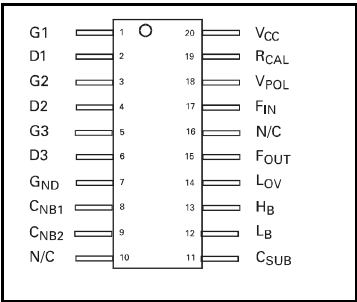 G1 1 20 VCC
D1 2 19 RCAL
G2 3 18 VPOL
D2 4 17 FIN
G3 5 16 N/C
D3 6 15 FOUT
GND 7 14 LOV
CNB1 8 13 HB
CNB2 9 12 LB
N/C 10 11 CSUB